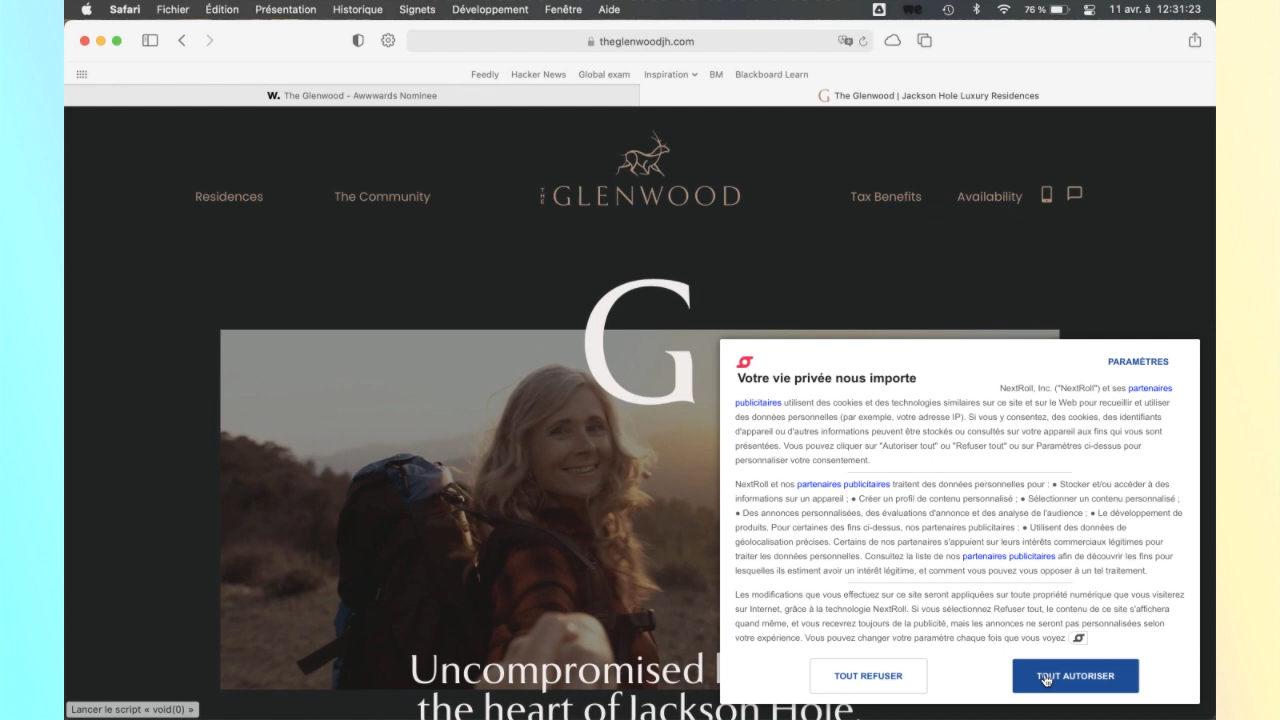 Safari Fichier Édition Présentation Historique Signets Développement Fenêtre Aide 76 % 11 avr. à 12:31:23
theglenwoodjh.com
Feedly Hacker News Global exam Inspiration BM Blackboard Learn
W. The Glenwood - Awwwards Nominee
G The Glenwood | Jackson Hole Luxury Residences
Residences The Community THE GLENWOOD Tax Benefits Availability
G
PARAMÈTRES
Votre vie privée nous importe
NextRoll, Inc. ("NextRoll") et ses partenaires
publicitaires utilisent des cookies et des technologies similaires sur ce site et sur le Web pour recueillir et utiliser
des données personnelles (par exemple, votre adresse IP). Si vous y consentez, des cookies, des identifiants
d'appareil ou d'autres informations peuvent être stockés ou consultés sur votre appareil aux fins qui vous sont
présentées. Vous pouvez cliquer sur "Autoriser tout" ou "Refuser tout" ou sur Paramètres ci-dessus pour
personnaliser votre consentement.
NextRoll et nos partenaires publicitaires traitent des données personnelles pour : ● Stocker et/ou accéder à des
informations sur un appareil ; ● Créer un profil de contenu personnalisé ; ● Sélectionner un contenu personnalisé ;
● Des annonces personnalisées, des évaluations d'annonce et des analyse de l'audience ; ● Le développement de
produits. Pour certaines des fins ci-dessus, nos partenaires publicitaires : ● Utilisent des données de
géolocalisation précises. Certains de nos partenaires s'appuient sur leurs intérêts commerciaux légitimes pour
traiter les données personnelles. Consultez la liste de nos partenaires publicitaires afin de découvrir les fins pour
lesquelles ils estiment avoir un intérêt légitime, et comment vous pouvez vous opposer à un tel traitement.
Les modifications que vous effectuez sur ce site seront appliquées sur toute propriété numérique que vous visiterez
sur Internet, grâce à la technologie NextRoll. Si vous sélectionnez Refuser tout, le contenu de ce site s'affichera
quand même, et vous recevrez toujours de la publicité, mais les annonces ne seront pas personnalisées selon
votre expérience. Vous pouvez changer votre paramètre chaque fois que vous voyez
TOUT REFUSER TOUT AUTORISER
Uncompromised
the heart of Jackson Hole.
Lancer le script « void(0) »